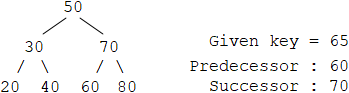 50
30 70 Given key = 65
Predecessor : 60
20 40 60 80 Successor : 70